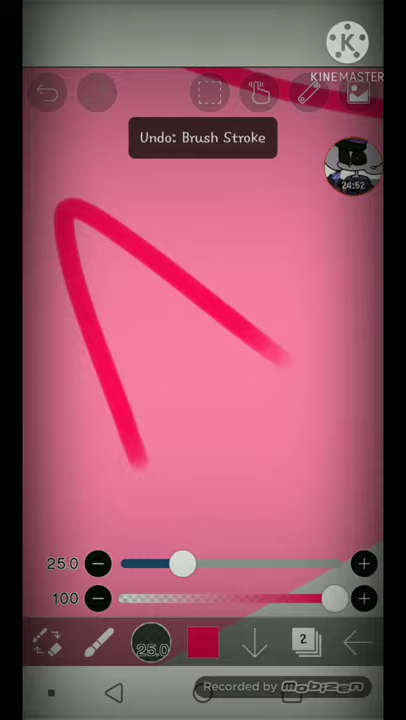 K
KINEMASTER
Undo: Brush Stroke
24:52
25.0
100
25.0
2
Recorded by MOBIZEN